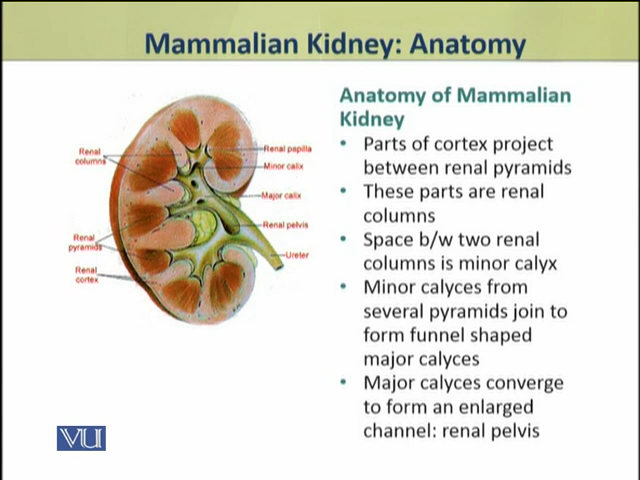 Mammalian Kidney: Anatomy
Renal
columns
Renal
pyramids
Renal
cortex
Renal papilla
Minor calix
Major calix
Renal pelvis
Ureter
Anatomy of Mammalian
Kidney
• Parts of cortex project
between renal pyramids
• These parts are renal
columns
• Space b/w two renal
columns is minor calyx
• Minor calyces from
several pyramids join to
form funnel shaped
major calyces
• Major calyces converge
to form an enlarged
channel: renal pelvis
VU